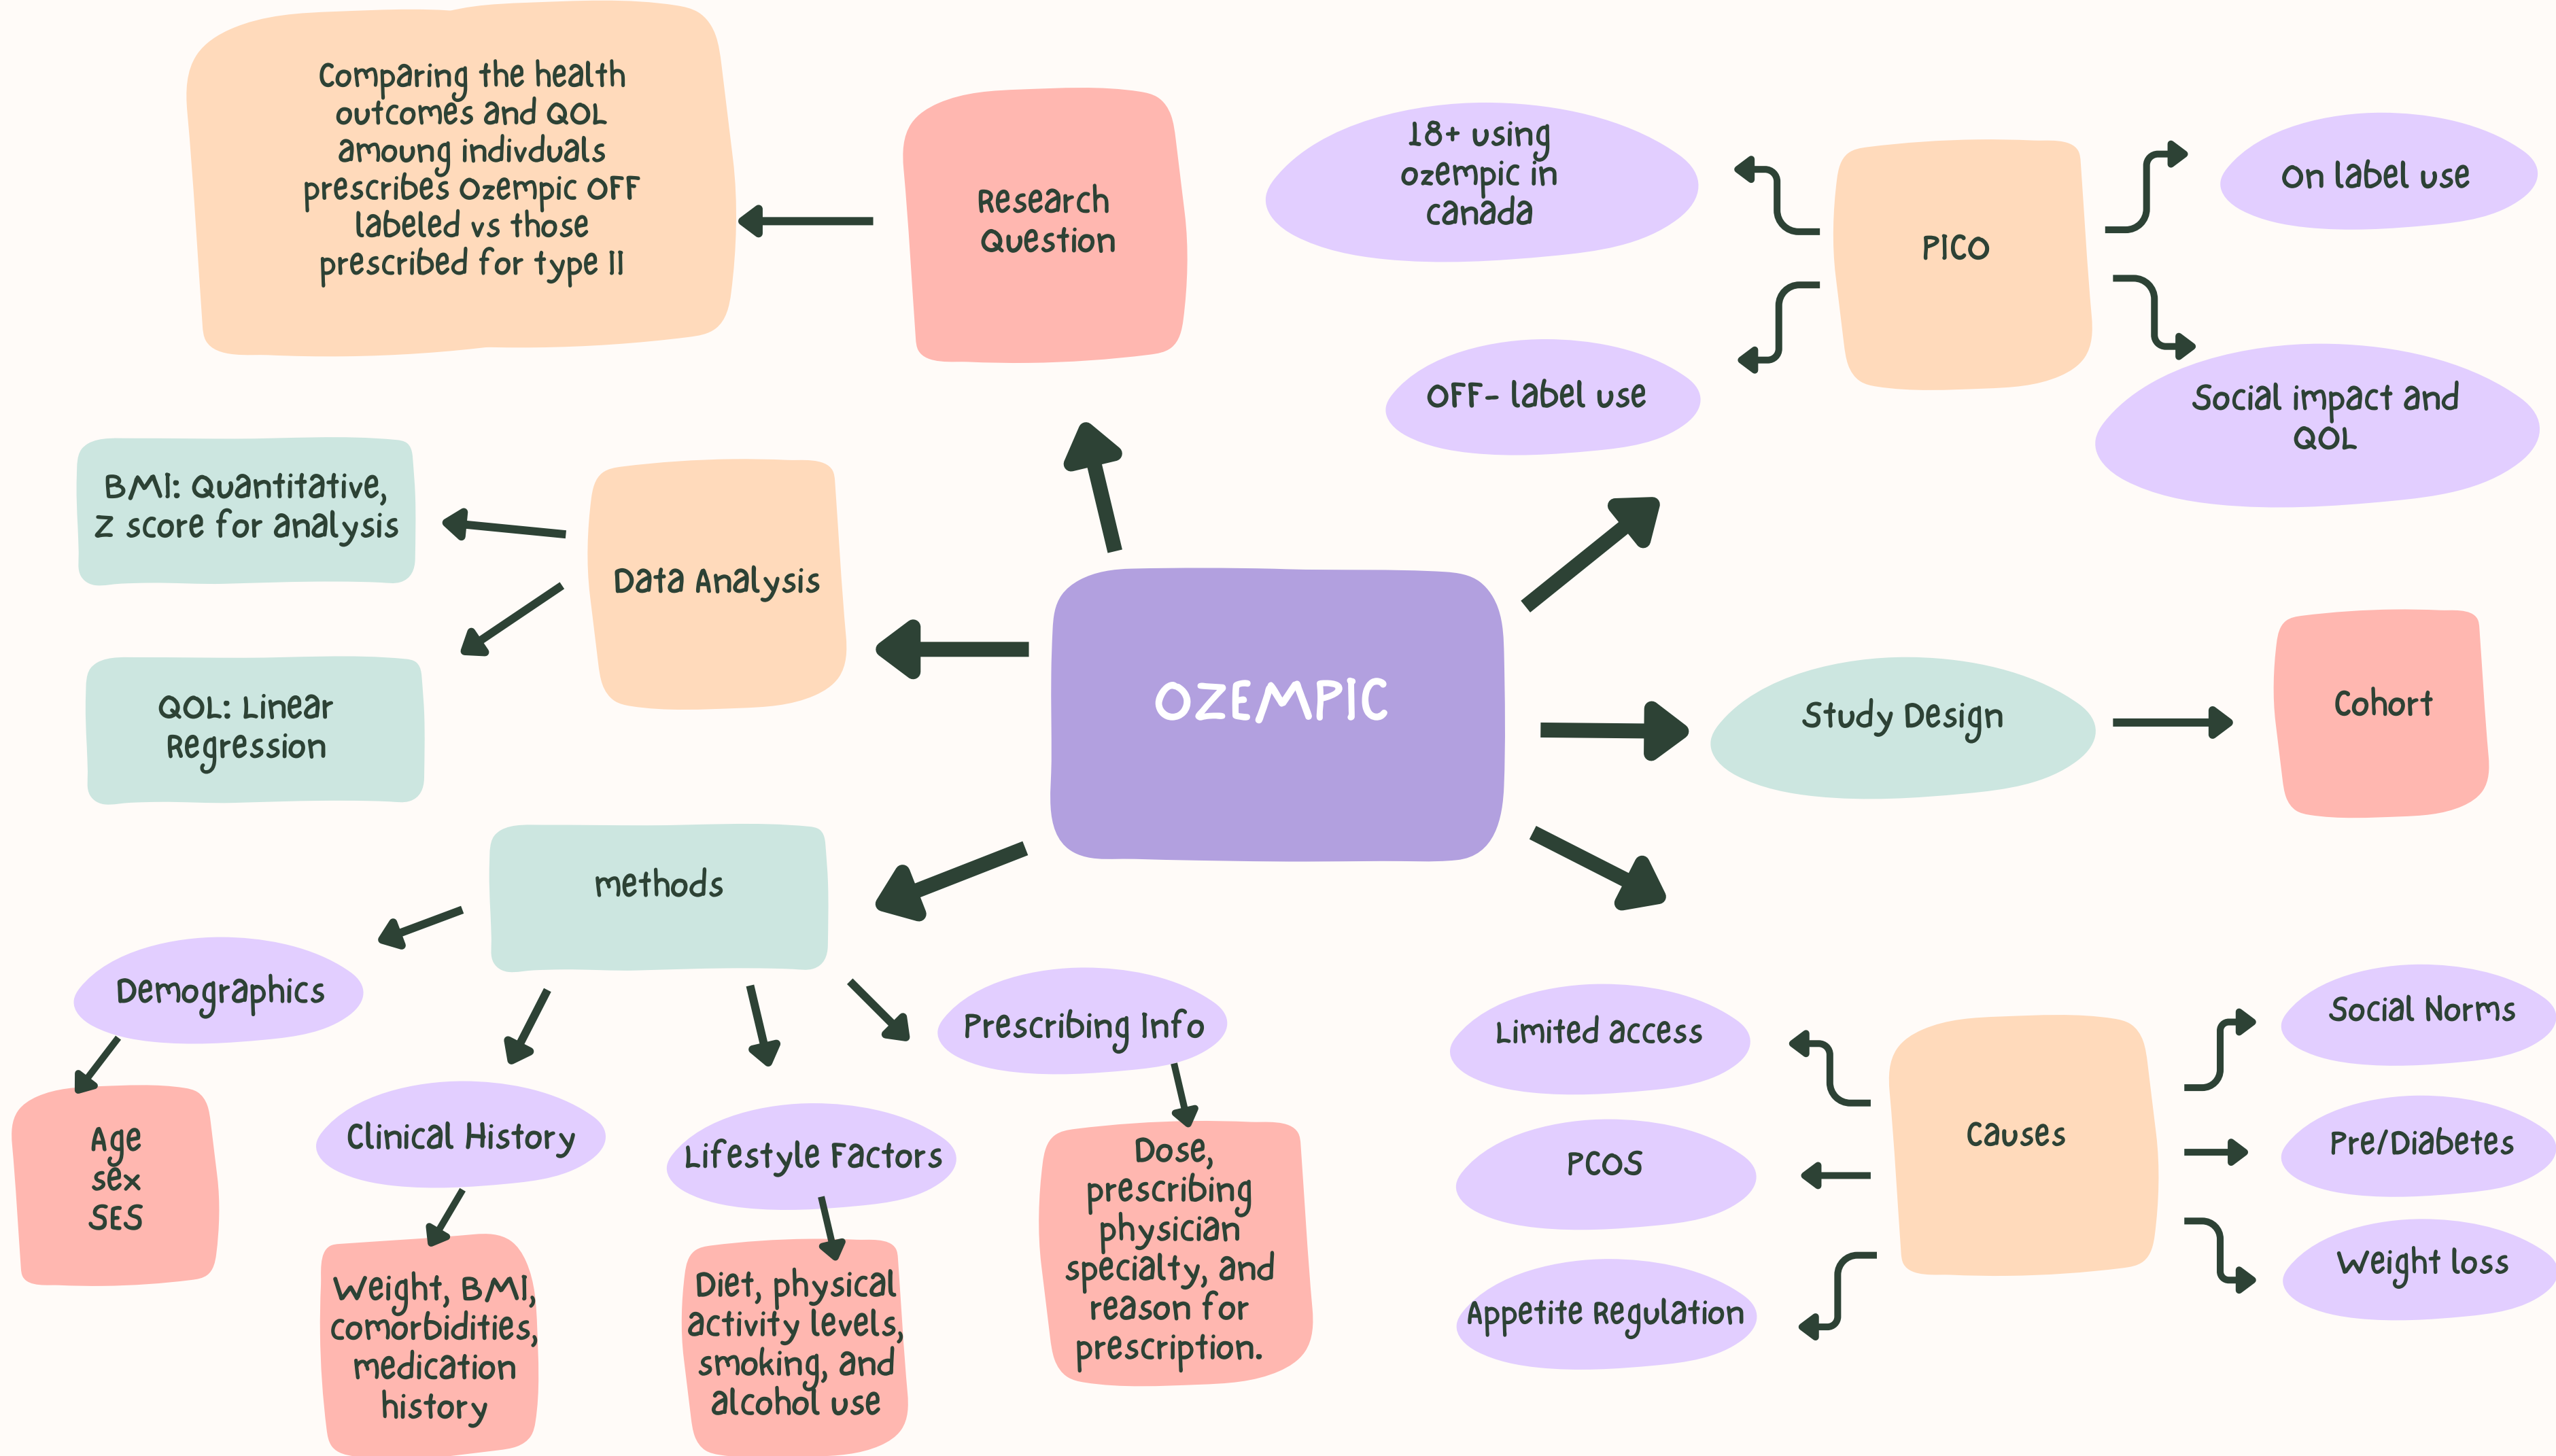 Comparing the health
outcomes and QOL
amoung indivduals
prescribes Ozempic OFF
labeled vs those
prescribed for type II
Research
Question
18+ using
ozempic in
canada
OFF- label use
PICO
On label use
Social impact and
QOL
BMI: Quantitative,
Z score for analysis
QOL: Linear
Regression
Data Analysis
OZEMPIC
Study Design
Cohort
methods
Demographics
Age
sex
SES
Clinical History
Weight, BMI,
comorbidities,
medication
history
Lifestyle Factors
Diet, physical
activity levels,
smoking, and
alcohol use
Prescribing Info
Dose,
prescribing
physician
specialty, and
reason for
prescription.
Limited access
PCOS
Appetite Regulation
Causes
Social Norms
Pre/Diabetes
Weight loss